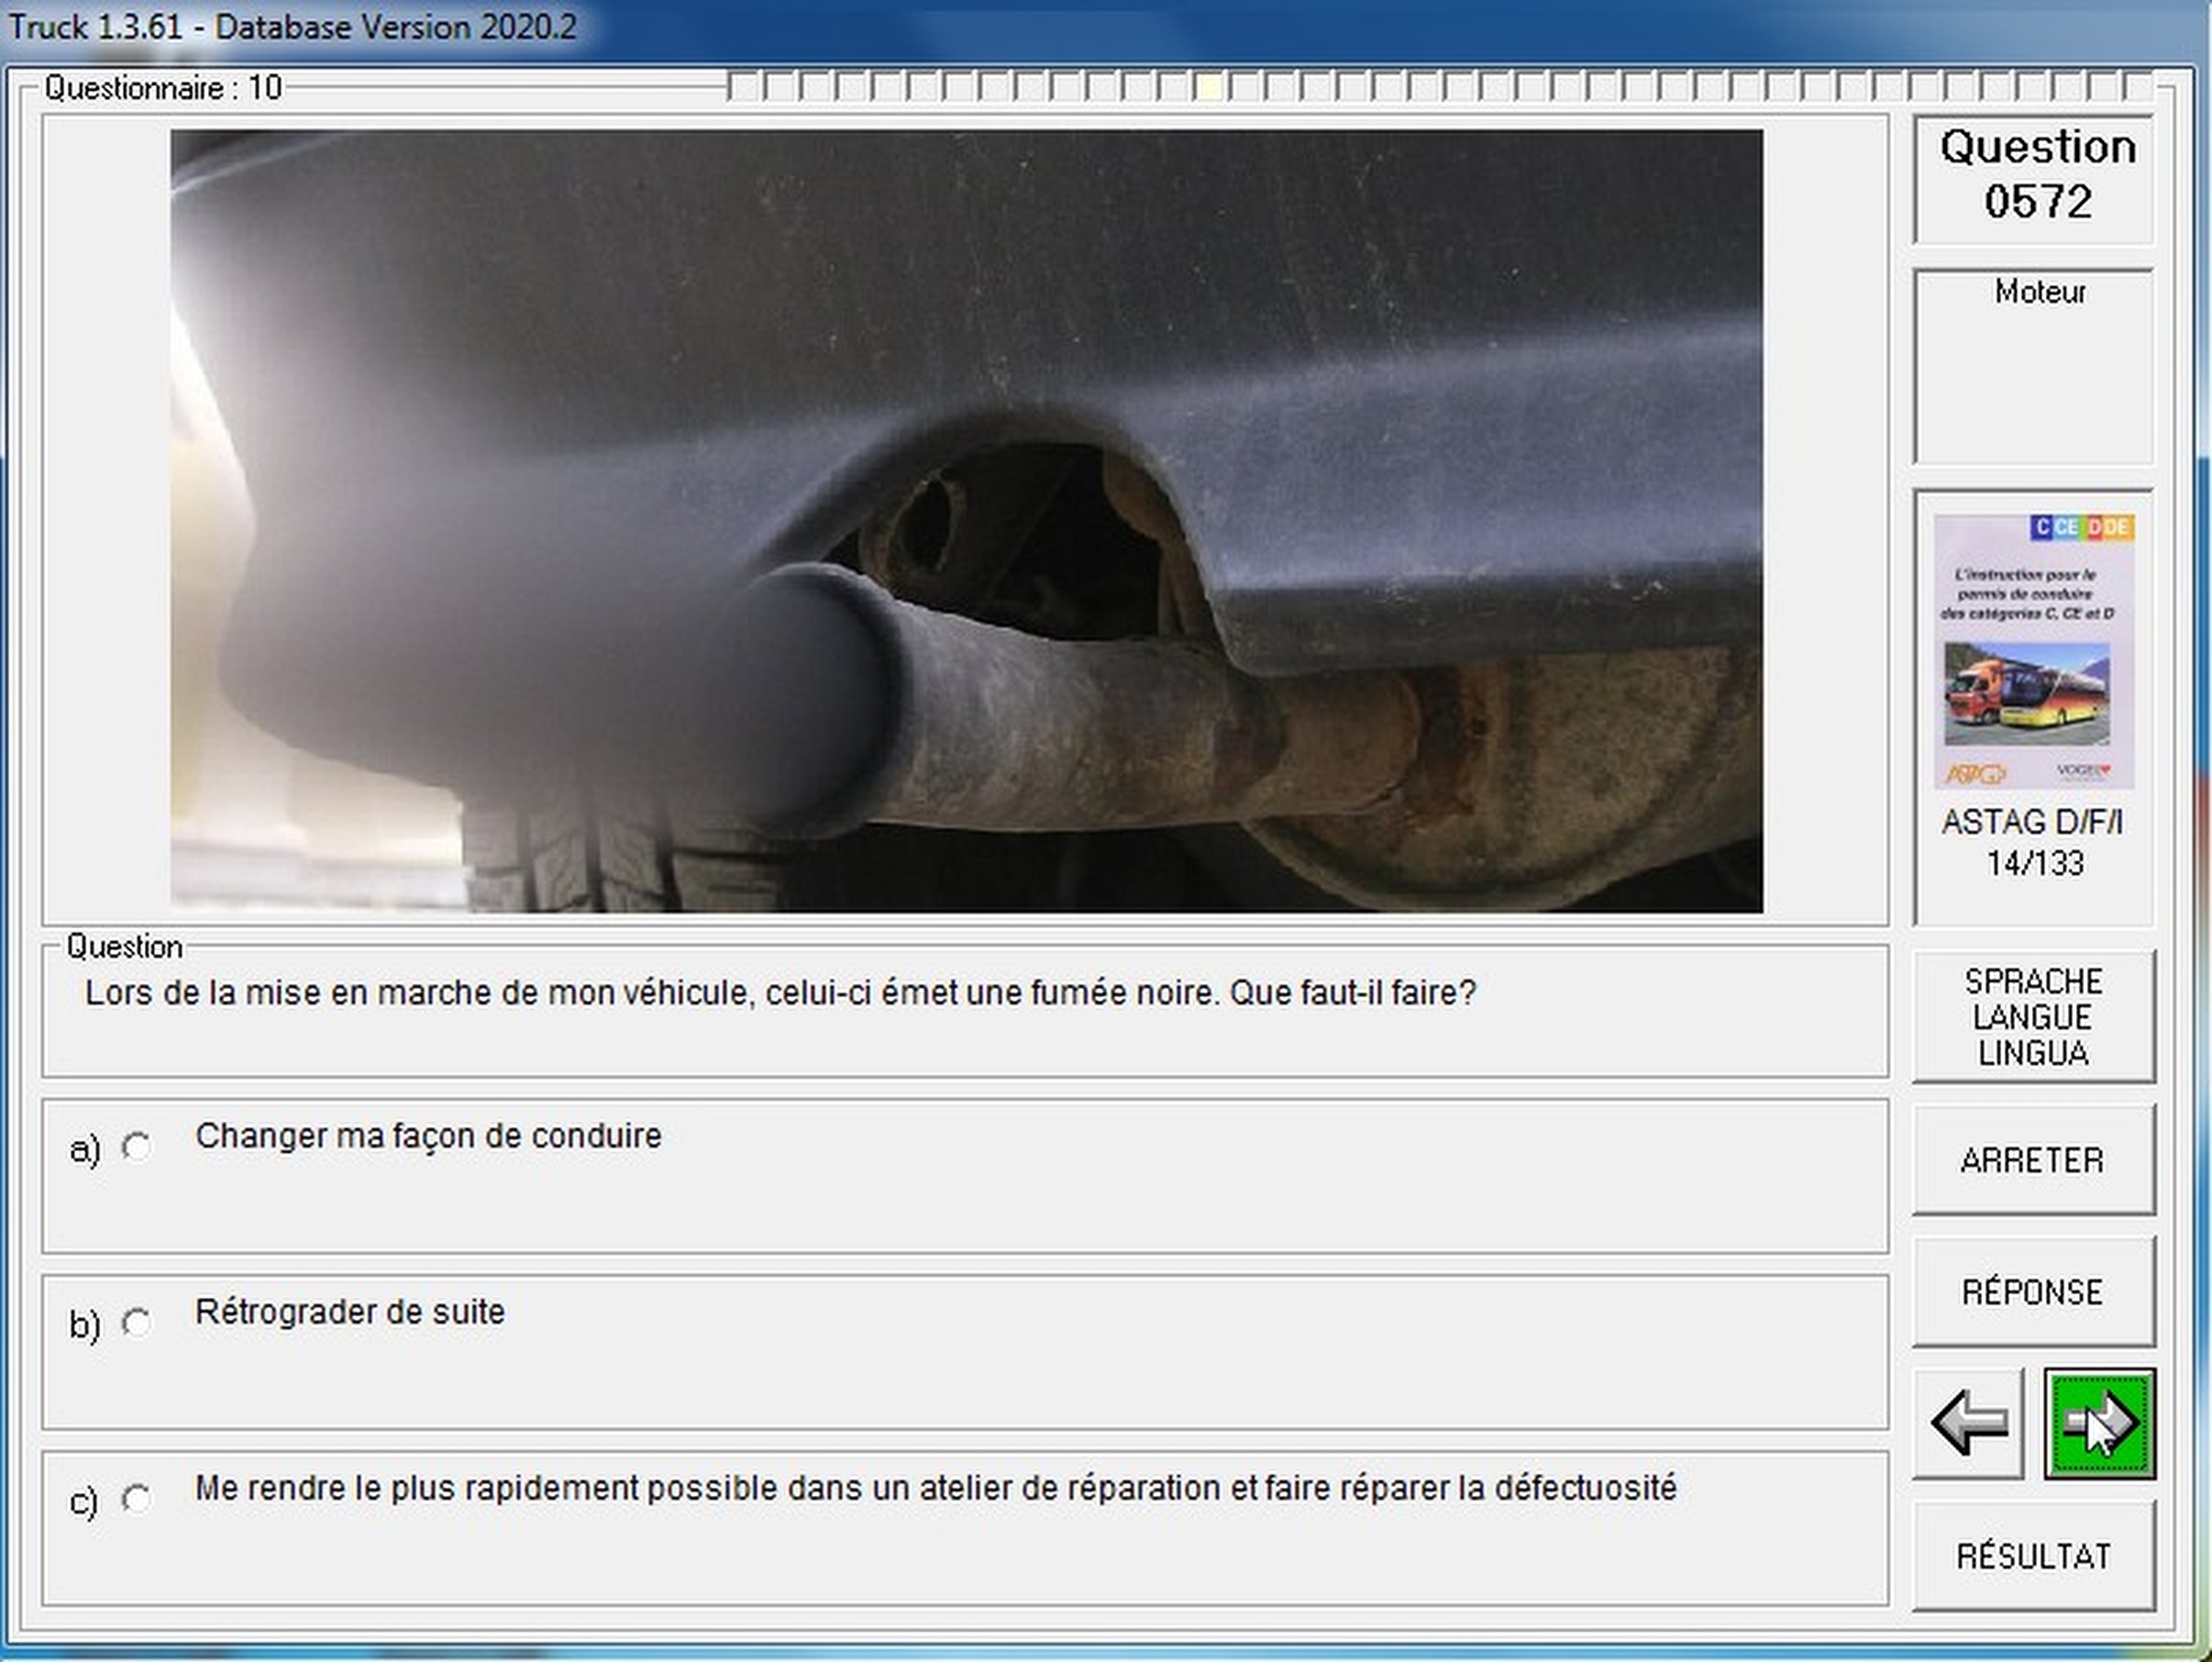 Truck 1.3.61 - Database Version 2020.2
Questionnaire : 10
Question
0572
Moteur
C CE D DE
L'instruction pour le
permis de conduire
des catégories C, CE et D
ASTAG
VOGEL
ASTAG D/F/I
14/133
Question
Lors de la mise en marche de mon véhicule, celui-ci émet une fumée noire. Que faut-il faire?
a) Changer ma façon de conduire
b) Rétrograder de suite
c) Me rendre le plus rapidement possible dans un atelier de réparation et faire réparer la défectuosité
SPRACHE
LANGUE
LINGUA
ARRETER
RÉPONSE
RÉSULTAT